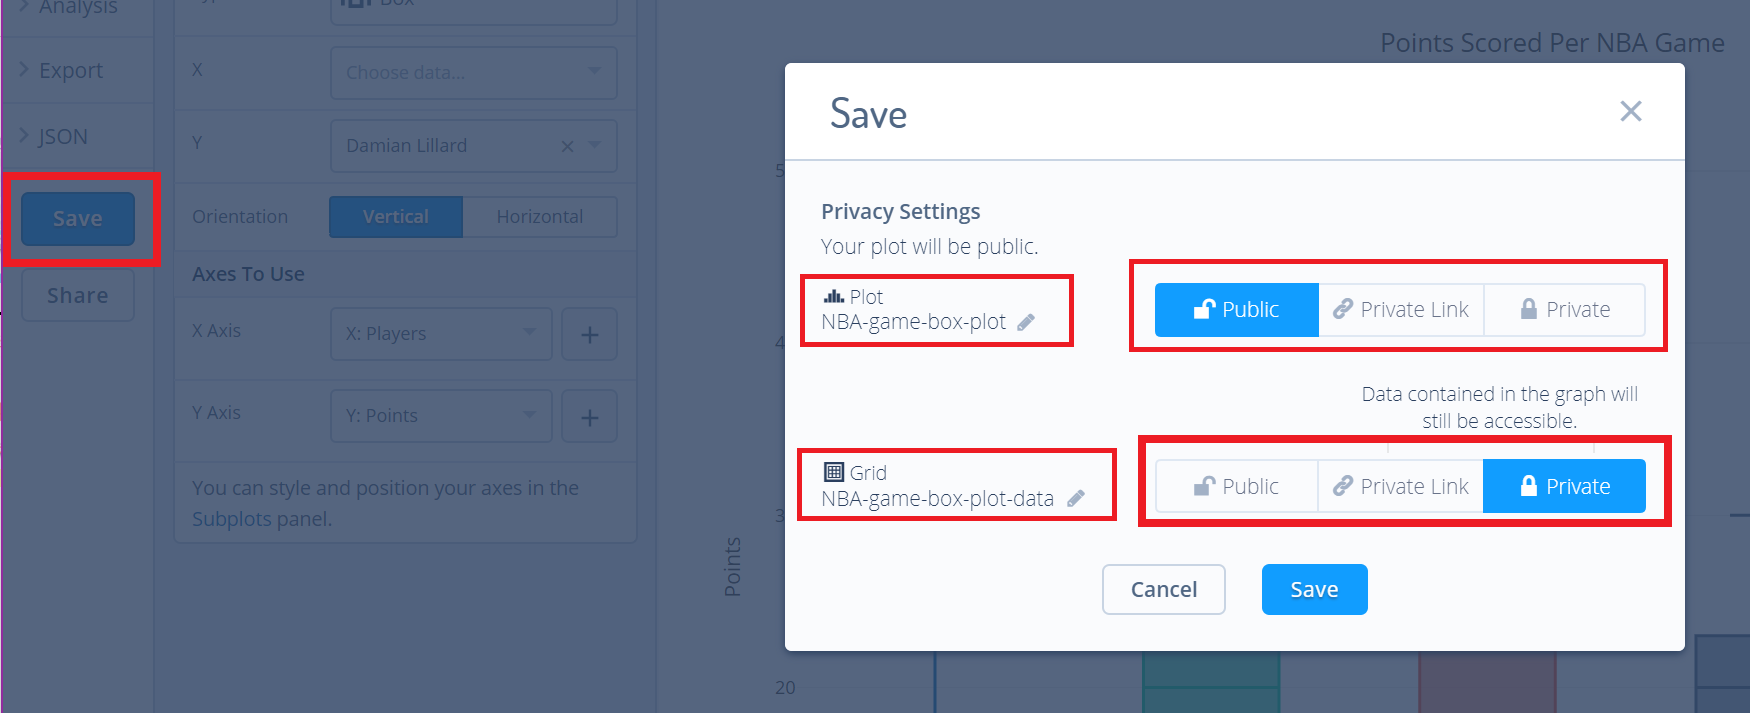 Analysis
Export
JSON
Save
Share
Box
X
Choose data...
Y
Damian Lillard
Orientation
Vertical
Horizontal
Axes To Use
X Axis
X: Players
Y Axis
Y: Points
You can style and position your axes in the
Subplots panel.
Points Scored Per NBA Game
5
4
3
20
Points
Save
Privacy Settings
Your plot will be public.
Plot
NBA-game-box-plot
Public
Private Link
Private
Data contained in the graph will
still be accessible.
Grid
NBA-game-box-plot-data
Public
Private Link
Private
Cancel
Save